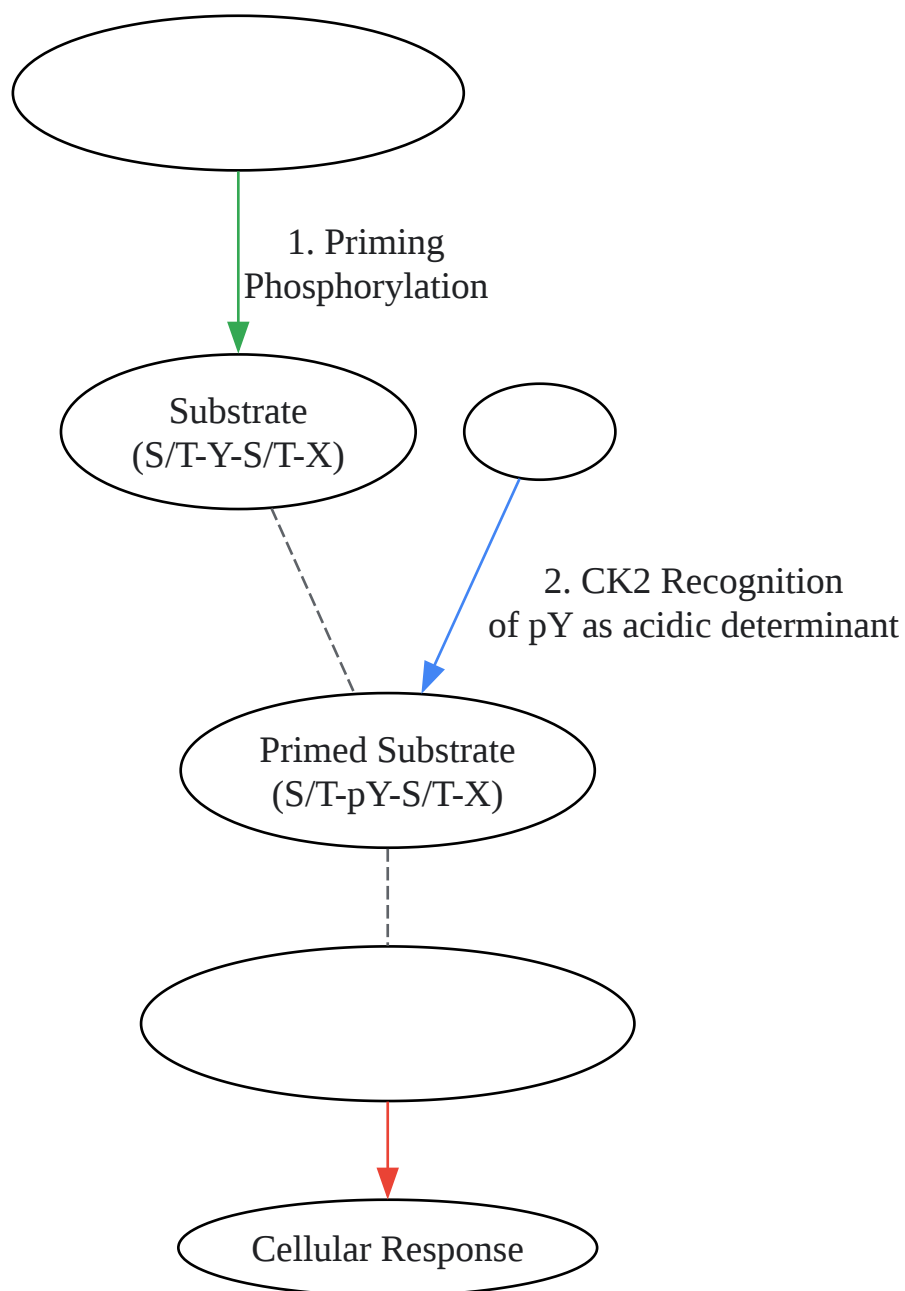 1. Priming
Phosphorylation
Substrate
(S/T-Y-S/T-X)
2. CK2 Recognition
of pY as acidic determinant
Primed Substrate
(S/T-pY-S/T-X)
Cellular Response